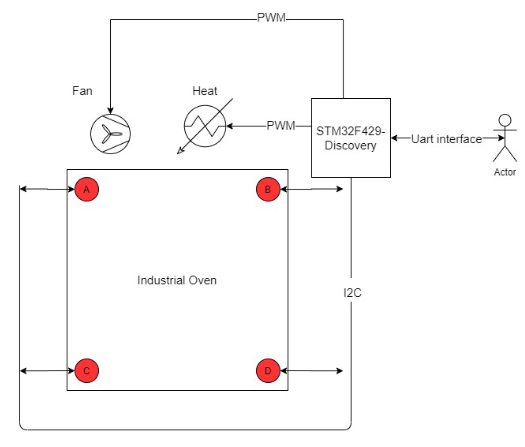 PWM
Fan
Heat
PWM
STM32F429-
Discovery
Uart interface
Actor
A
B
Industrial Oven
I2C
C
D